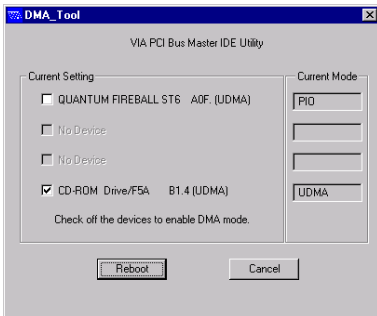 DMA_Tool
VIA PCI Bus Master IDE Utility
Current Setting
Current Mode
QUANTUM FIREBALL ST6 A0F. (UDMA)
PIO
No Device
No Device
CD-ROM Drive/F5A B1.4 (UDMA)
UDMA
Check off the devices to enable DMA mode.
Reboot
Cancel